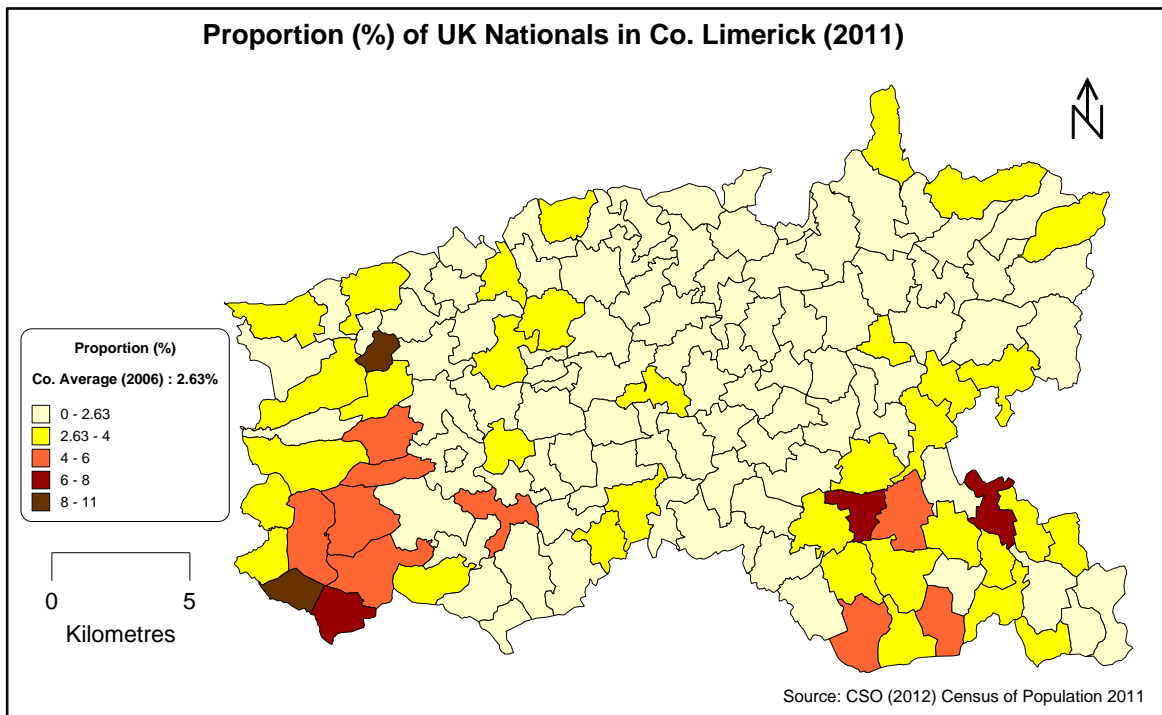 Proportion (%) of UK Nationals in Co. Limerick (2011)
N
Proportion (%)
Co. Average (2006) : 2.63%
0 - 2.63
2.63 - 4
4 - 6
6 - 8
8 - 11
0 5
Kilometres
Source: CSO (2012) Census of Population 2011